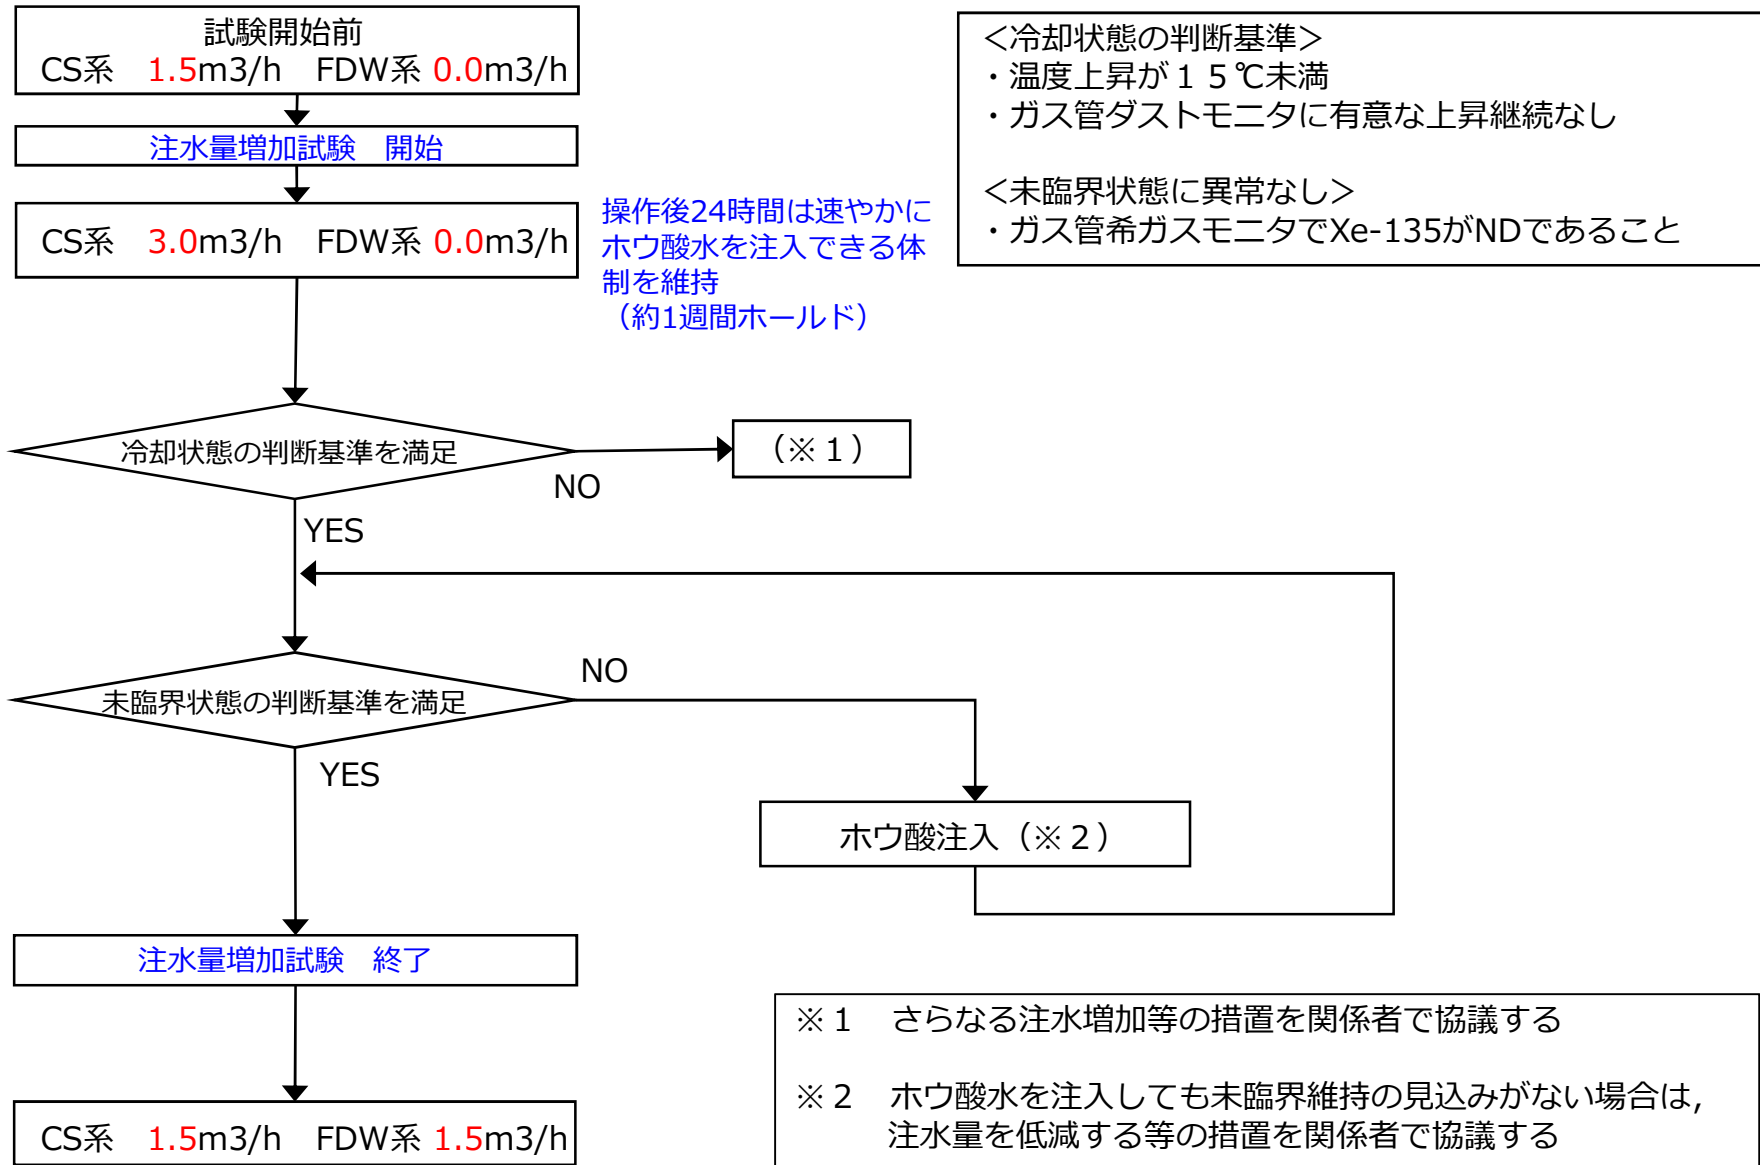 試験開始前
CS系　1.5m3/h　FDW系 0.0m3/h
注水量増加試験　開始
CS系　3.0m3/h　FDW系 0.0m3/h
操作後24時間は速やかに
ホウ酸水を注入できる体
制を維持
（約1週間ホールド）
＜冷却状態の判断基準＞
・温度上昇が１５℃未満
・ガス管ダストモニタに有意な上昇継続なし
＜未臨界状態に異常なし＞
・ガス管希ガスモニタでXe-135がNDであること
冷却状態の判断基準を満足
NO
（※１）
YES
未臨界状態の判断基準を満足
NO
YES
ホウ酸注入（※２）
注水量増加試験　終了
CS系　1.5m3/h　FDW系 1.5m3/h
※１　さらなる注水増加等の措置を関係者で協議する
※２　ホウ酸水を注入しても未臨界維持の見込みがない場合は,
注水量を低減する等の措置を関係者で協議する